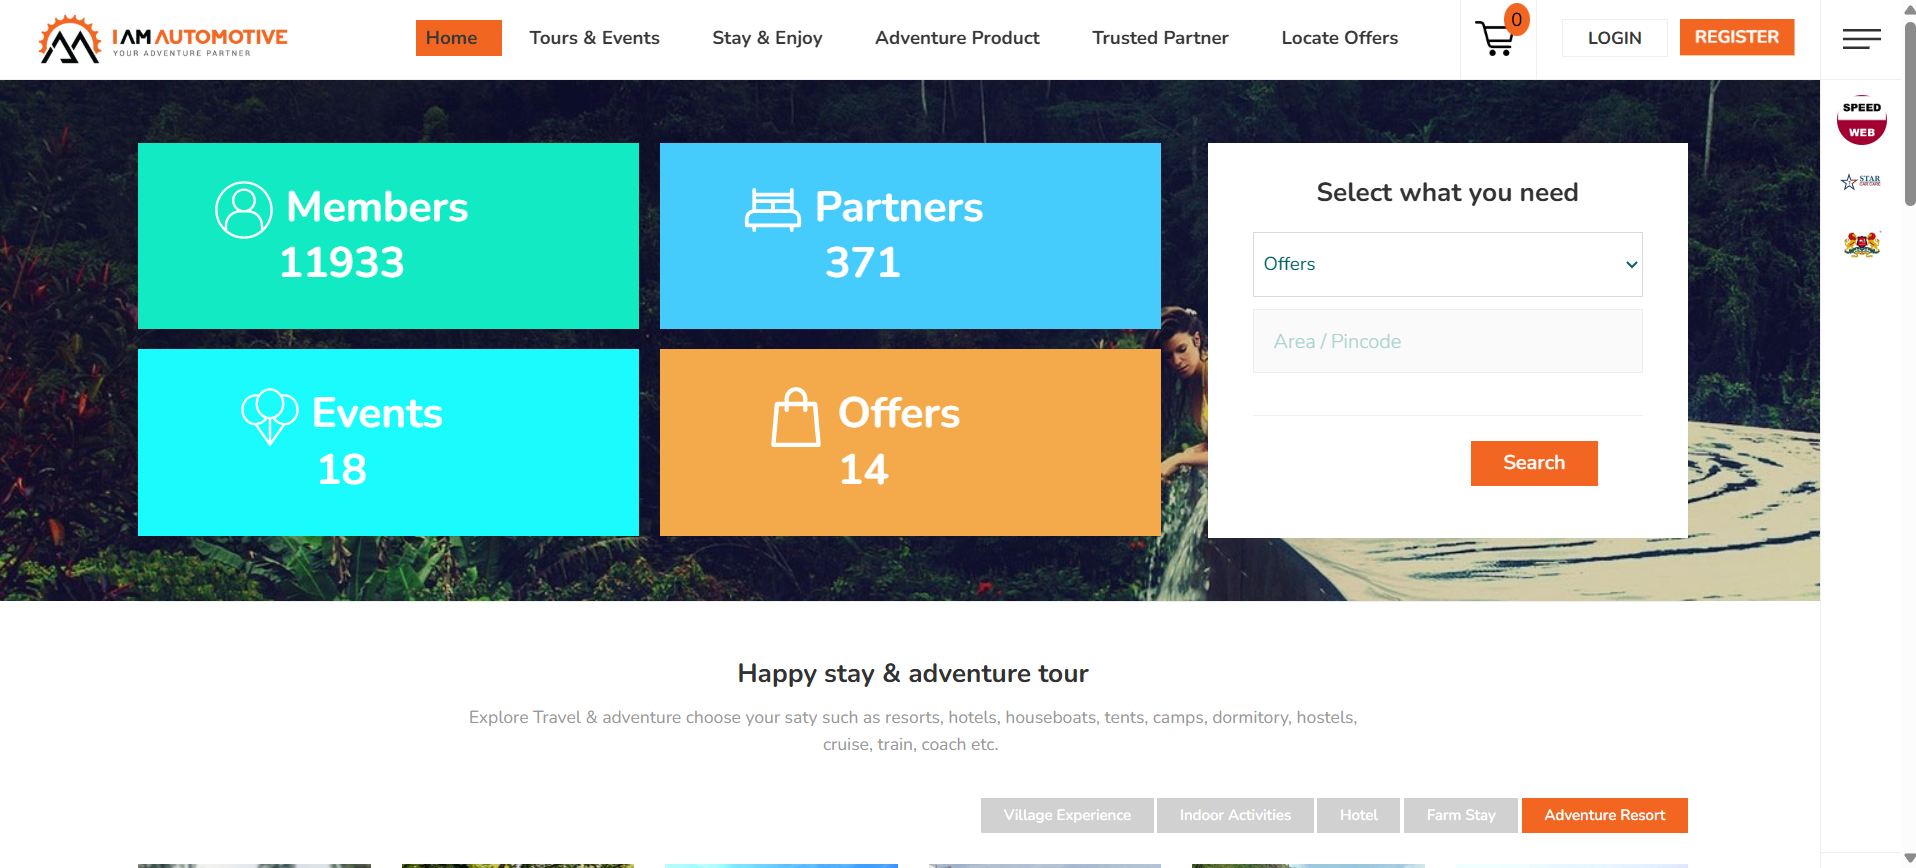 I AM AUTOMOTIVE
YOUR ADVENTURE PARTNER
Home
Tours & Events
Stay & Enjoy
Adventure Product
Trusted Partner
Locate Offers
0
LOGIN
REGISTER
SPEED
WEB
STAR
CAR CARE
Members
11933
Partners
371
Events
18
Offers
14
Select what you need
Offers
Area / Pincode
Search
Happy stay & adventure tour
Explore Travel & adventure choose your saty such as resorts, hotels, houseboats, tents, camps, dormitory, hostels,
cruise, train, coach etc.
Village Experience
Indoor Activities
Hotel
Farm Stay
Adventure Resort